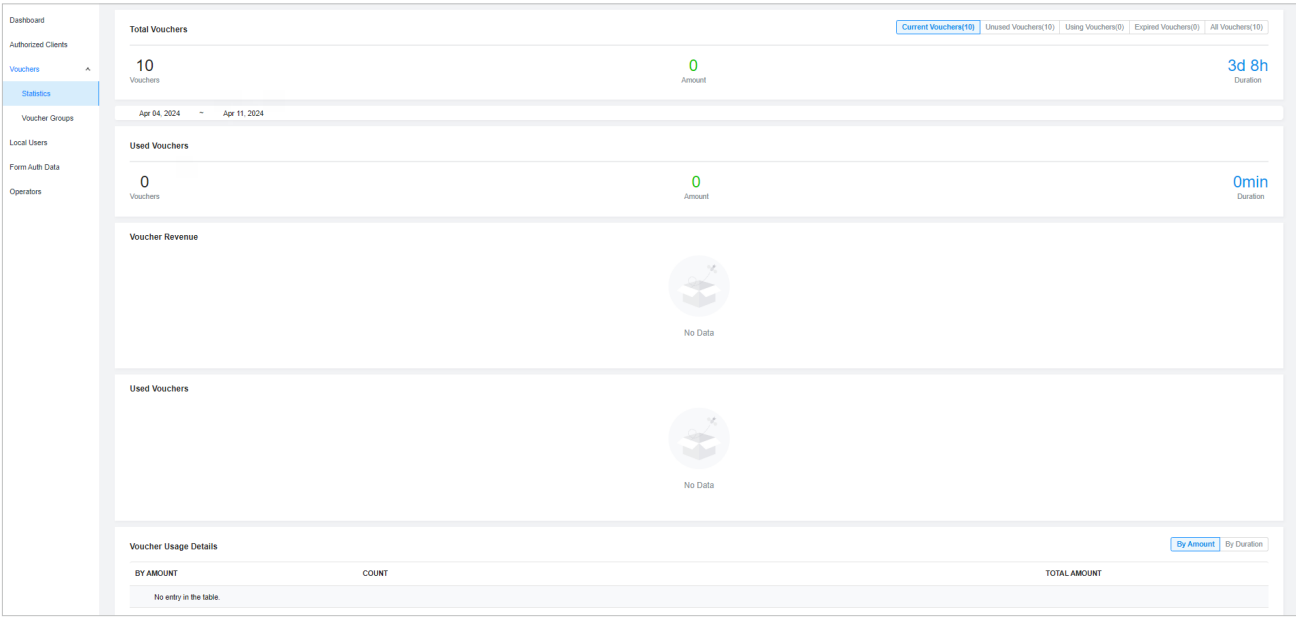 Dashboard
Authorized Clients
Vouchers
Statistics
Voucher Groups
Local Users
Form Auth Data
Operators
Total Vouchers
Current Vouchers(10) Unused Vouchers(10) Using Vouchers(0) Expired Vouchers(0) All Vouchers(10)
10 0 3d 8h
Vouchers Amount Duration
Apr 04, 2024 ~ Apr 11, 2024
Used Vouchers
0 0 0min
Vouchers Amount Duration
Voucher Revenue
No Data
Used Vouchers
No Data
Voucher Usage Details
By Amount By Duration
BY AMOUNT COUNT TOTAL AMOUNT
No entry in the table.